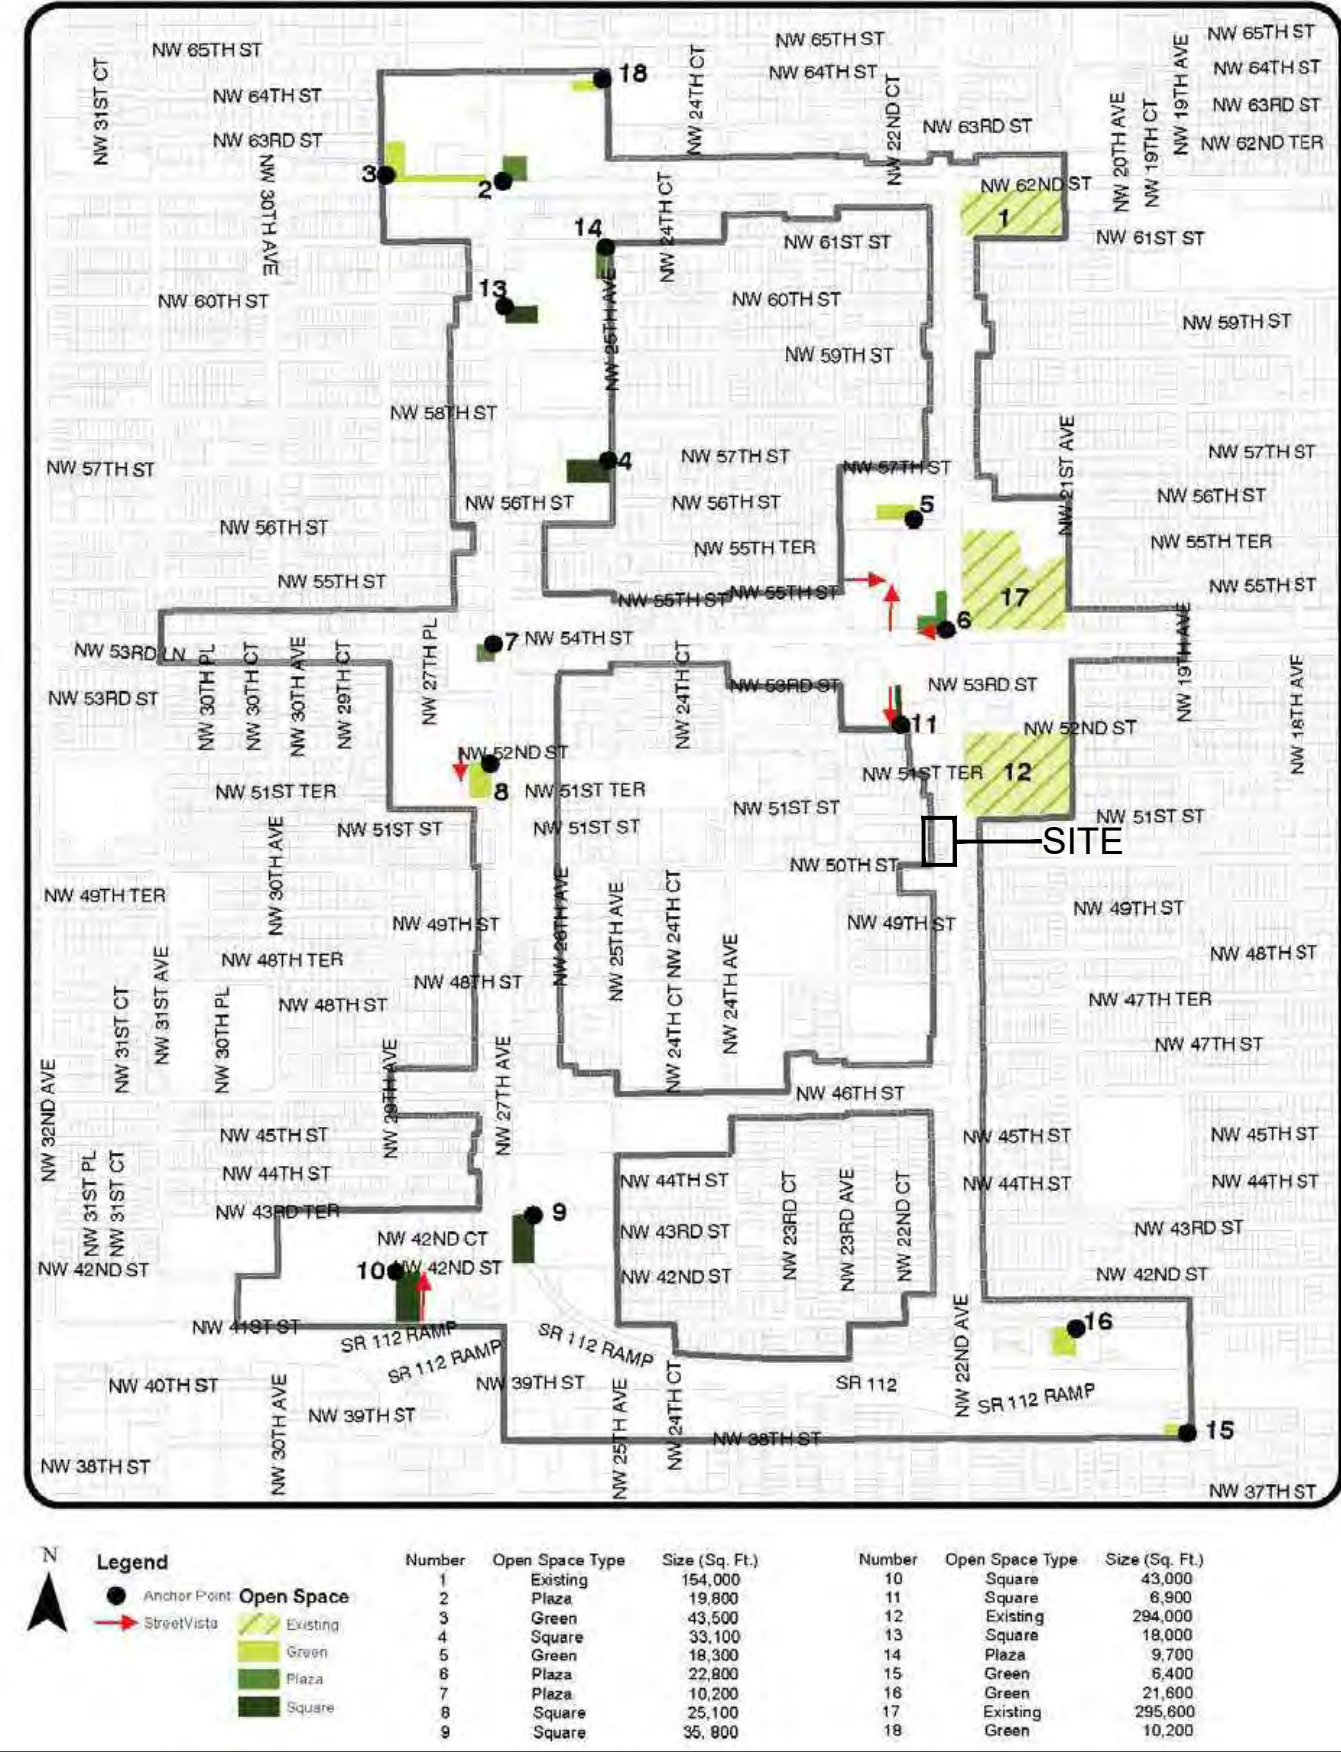 NW 65TH ST
NW 65TH ST
NW 65TH ST
NW 31ST CT
NW 64TH ST
18
NW 24TH CT
NW 64TH ST
NW 22ND CT
NW 19TH AVE
NW 64TH ST
NW 63RD ST
NW 63RD ST
NW 20TH AVE
NW 19TH CT
NW 63RD ST
NW 62ND TER
NW 30TH AVE
3
2
NW 24TH CT
NW 62ND ST
1
14
NW 61ST ST
NW 61ST ST
13
NW 60TH ST
NW 25TH AVE
NW 60TH ST
NW 59TH ST
NW 59TH ST
NW 58TH ST
NW 57TH ST
4
NW 57TH ST
NW 57TH ST
NW 21ST AVE
NW 57TH ST
NW 56TH ST
NW 56TH ST
NW 56TH ST
5
NW 56TH ST
NW 55TH TER
NW 55TH TER
NW 55TH ST
NW 55TH ST
NW 55TH ST
17
NW 55TH ST
6
NW 53RD LN
NW 30TH PL
NW 30TH CT
NW 30TH AVE
NW 29TH CT
NW 27TH PL
7
NW 54TH ST
NW 24TH CT
NW 19TH AVE
NW 53RD ST
NW 53RD ST
NW 53RD ST
NW 18TH AVE
11
NW 52ND ST
NW 52ND ST
NW 51ST TER
8
NW 51ST TER
NW 51ST TER
12
NW 51ST ST
NW 51ST ST
NW 51ST ST
NW 51ST ST
SITE
NW 30TH AVE
NW 50TH ST
NW 49TH TER
NW 49TH ST
NW 26TH AVE
NW 25TH AVE
NW 24TH CT
NW 24TH CT
NW 24TH AVE
NW 49TH ST
NW 49TH ST
NW 48TH TER
NW 48TH ST
NW 48TH ST
NW 31ST CT
NW 31ST AVE
NW 30TH PL
NW 48TH ST
NW 47TH TER
NW 47TH ST
NW 32ND AVE
NW 29TH AVE
NW 27TH AVE
NW 46TH ST
NW 45TH ST
NW 45TH ST
NW 45TH ST
NW 31ST PL
NW 31ST CT
NW 44TH ST
NW 44TH ST
NW 23RD CT
NW 23RD AVE
NW 22ND CT
NW 44TH ST
NW 44TH ST
NW 43RD TER
9
NW 43RD ST
NW 43RD ST
NW 42ND CT
NW 42ND ST
10
NW 42ND ST
NW 42ND ST
NW 42ND ST
NW 41ST ST
SR 112 RAMP
SR 112 RAMP
SR 112 RAMP
NW 22ND AVE
16
NW 40TH ST
NW 30TH AVE
NW 39TH ST
NW 39TH ST
NW 25TH AVE
NW 24TH CT
SR 112
SR 112 RAMP
NW 38TH ST
NW 38TH ST
15
NW 37TH ST
N
Legend
Anchor Point
StreetVista
Open Space
Existing
Green
Plaza
Square
Number Open Space Type Size (Sq. Ft.)
1 Existing 154,000
2 Plaza 19,800
3 Green 43,500
4 Square 33,100
5 Green 18,300
6 Plaza 22,800
7 Plaza 10,200
8 Square 25,100
9 Square 35, 800
Number Open Space Type Size (Sq. Ft.)
10 Square 43,000
11 Square 6,900
12 Existing 294,000
13 Square 18,000
14 Plaza 9,700
15 Green 6,400
16 Green 21,600
17 Existing 295,600
18 Green 10,200